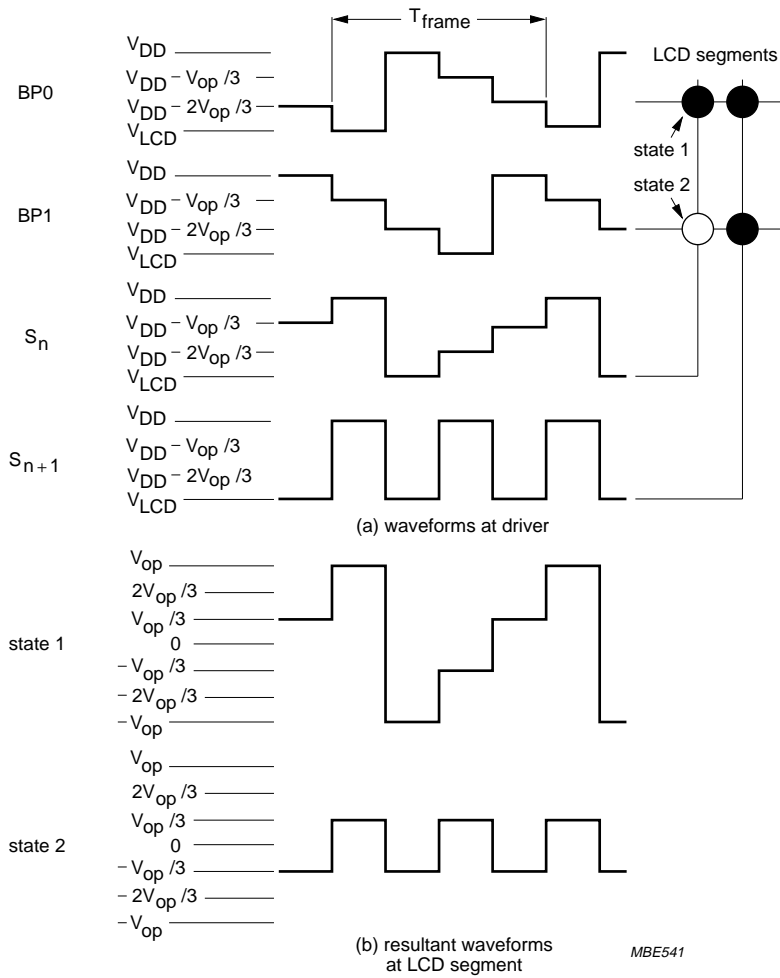 T_frame
BP0
V_DD
V_DD − V_op /3
V_DD − 2V_op /3
V_LCD
LCD segments
state 1
BP1
V_DD
V_DD − V_op /3
V_DD − 2V_op /3
V_LCD
state 2
S_n
V_DD
V_DD − V_op /3
V_DD − 2V_op /3
V_LCD
S_n+1
V_DD
V_DD − V_op /3
V_DD − 2V_op /3
V_LCD
(a) waveforms at driver
state 1
V_op
2V_op /3
V_op /3
0
− V_op /3
− 2V_op /3
− V_op
state 2
V_op
2V_op /3
V_op /3
0
− V_op /3
− 2V_op /3
− V_op
(b) resultant waveforms
at LCD segment
MBE541